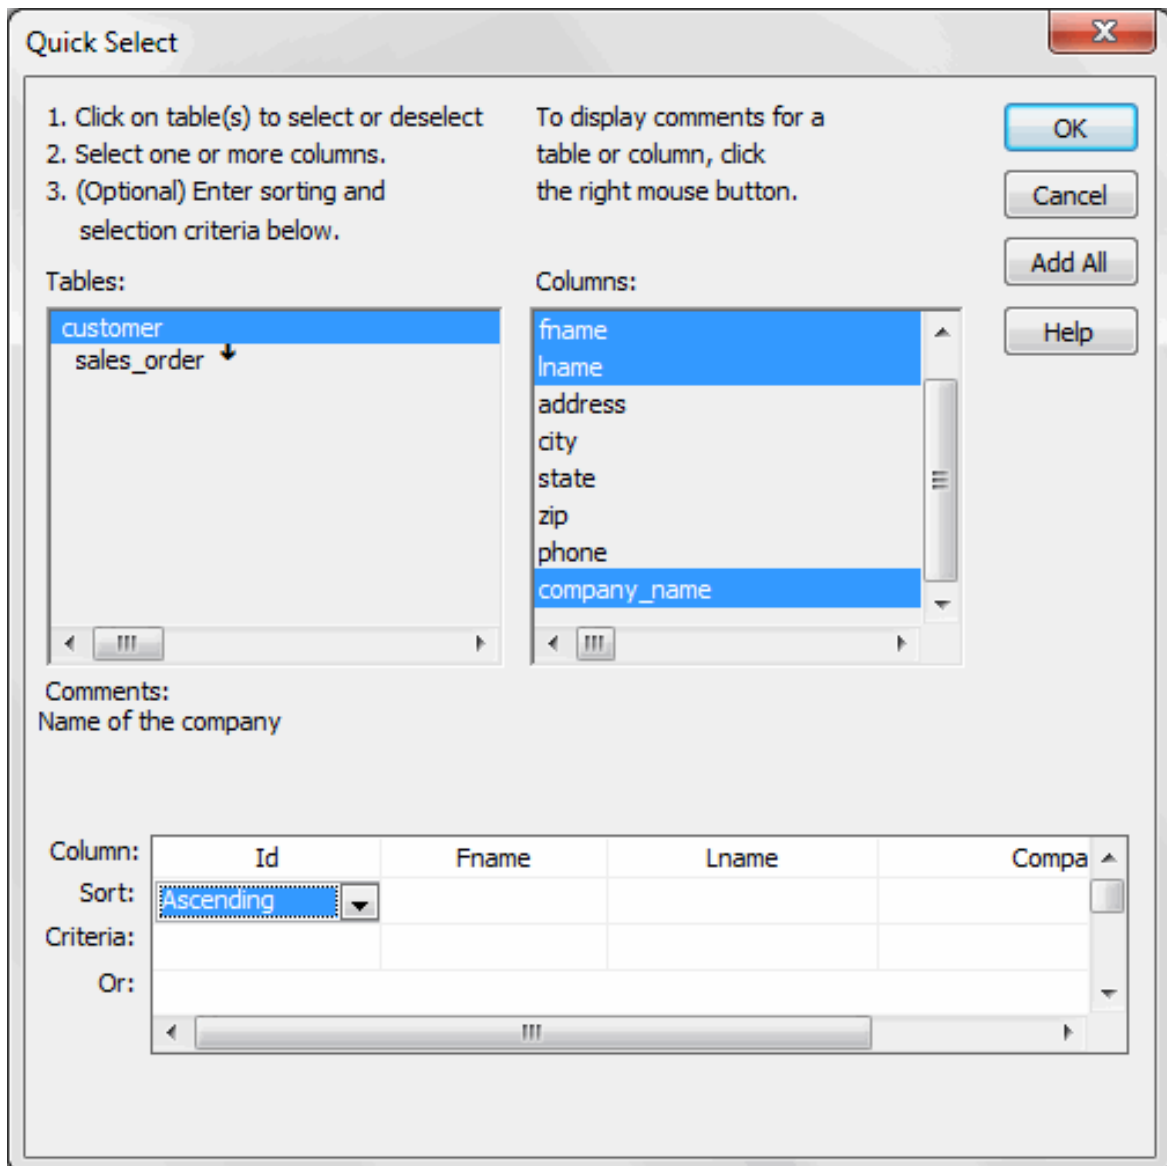 Quick Select
1. Click on table(s) to select or deselect
2. Select one or more columns.
3. (Optional) Enter sorting and
selection criteria below.
To display comments for a
table or column, click
the right mouse button.
OK
Cancel
Add All
Help
Tables:
customer
sales_order
Columns:
fname
lname
address
city
state
zip
phone
company_name
Comments:
Name of the company
Column: Id Fname Lname Compa
Sort: Ascending
Criteria:
Or: